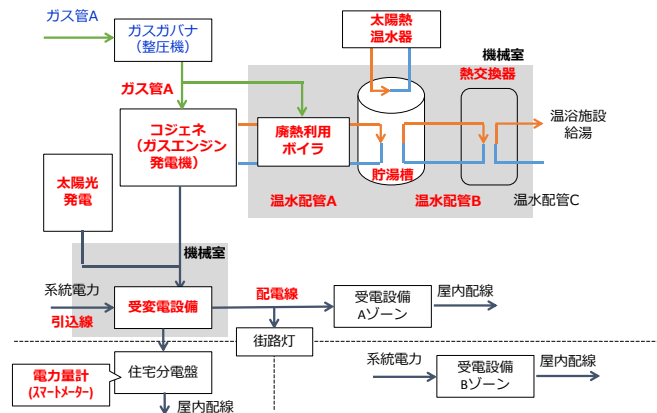 ガス管A
ガスガバナ
（整圧機）
太陽熱
温水器
機械室
熱交換器
ガス管A
コジェネ
（ガスエンジン
発電機）
廃熱利用
ボイラ
温浴施設
給湯
貯湯槽
太陽光
発電
温水配管A
温水配管B
温水配管C
機械室
系統電力
引込線
受変電設備
配電線
受電設備
Aゾーン
屋内配線
街路灯
電力量計
(スマートメーター)
住宅分電盤
屋内配線
系統電力
受電設備
Bゾーン
屋内配線